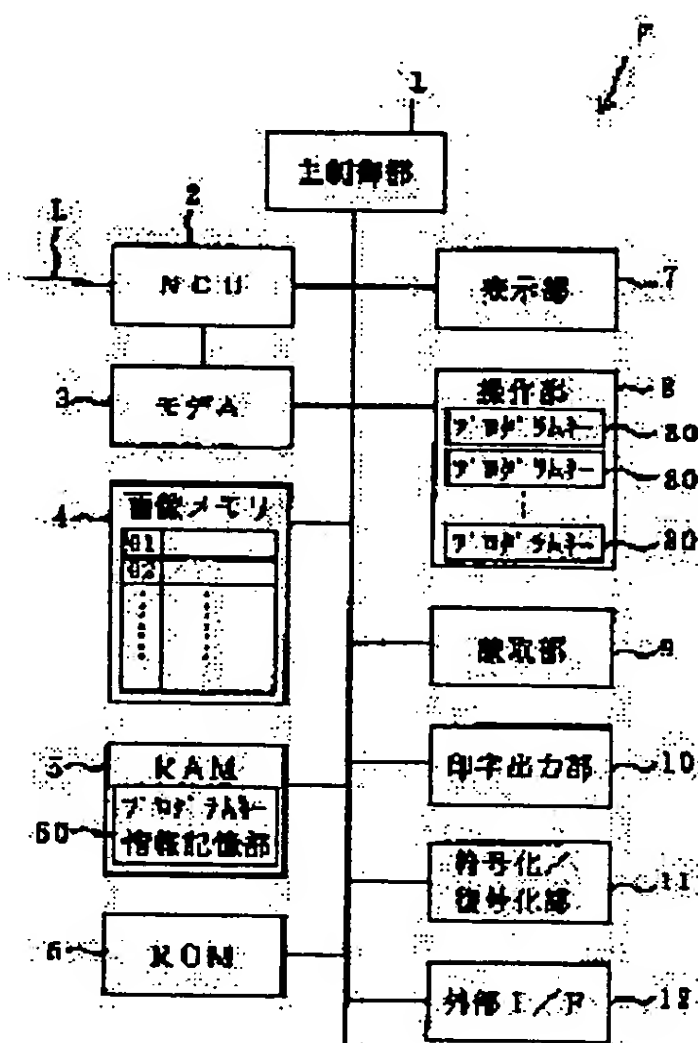 F
1
主制御部
L
2
NCU
表示部
7
3
モデム
操作部
8
プログラムキー
80
プログラムキー
80
プログラムキー
80
4
画像メモリ
01
02
読取部
9
5
RAM
プログラムキー
情報記憶部
50
印字出力部
10
符号化/
復号化部
11
6
ROM
外部I/F
12